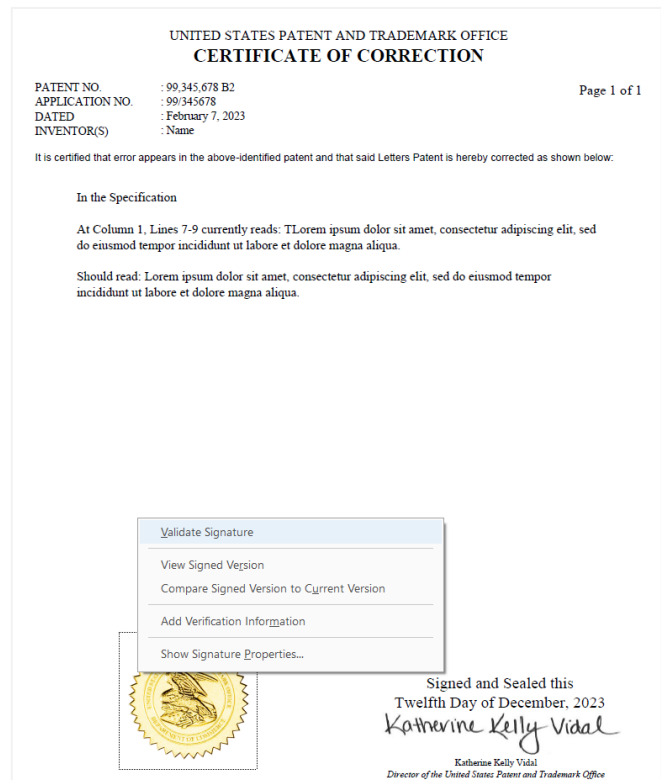 UNITED STATES PATENT AND TRADEMARK OFFICE
CERTIFICATE OF CORRECTION
PATENT NO. : 99,345,678 B2
Page 1 of 1
APPLICATION NO. : 99/345678
DATED : February 7, 2023
INVENTOR(S) : Name
It is certified that error appears in the above-identified patent and that said Letters Patent is hereby corrected as shown below:
In the Specification
At Column 1, Lines 7-9 currently reads: TLorem ipsum dolor sit amet, consectetur adipiscing elit, sed
do eiusmod tempor incididunt ut labore et dolore magna aliqua.
Should read: Lorem ipsum dolor sit amet, consectetur adipiscing elit, sed do eiusmod tempor
incididunt ut labore et dolore magna aliqua.
Validate Signature
View Signed Version
Compare Signed Version to Current Version
Add Verification Information
Show Signature Properties...
Signed and Sealed this
Twelfth Day of December, 2023
Katherine Kelly Vidal
Katherine Kelly Vidal
Director of the United States Patent and Trademark Office